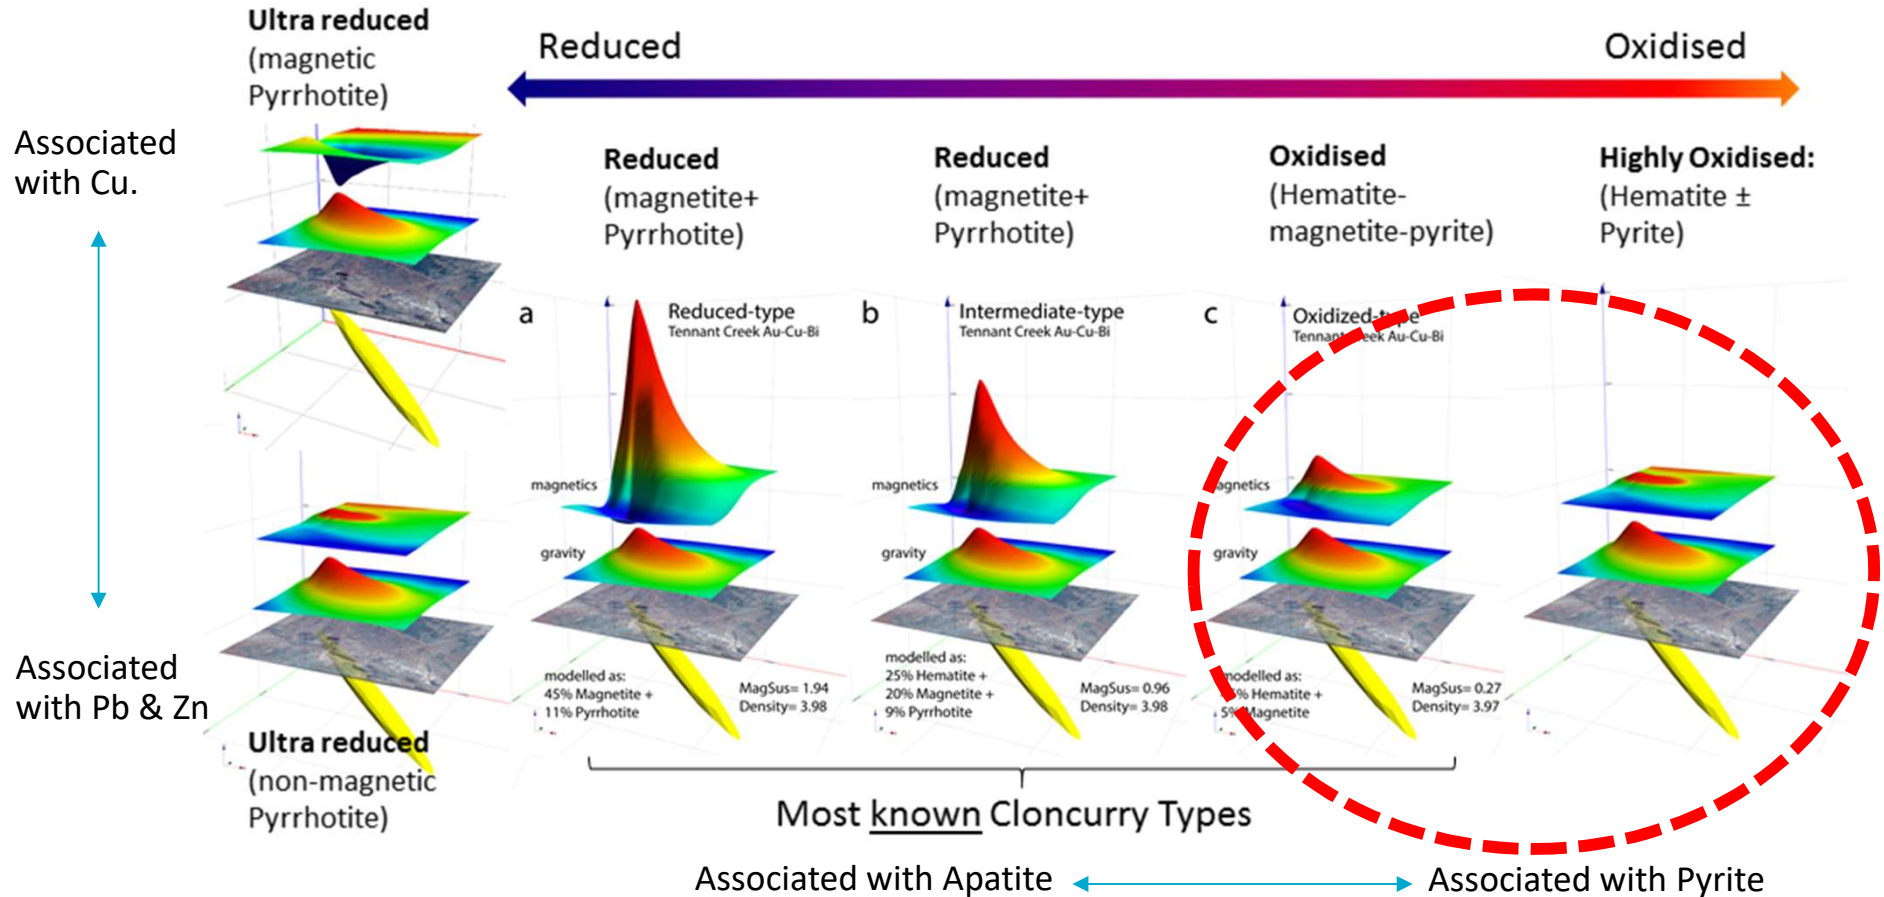 Ultra reduced
(magnetic
Pyrrhotite)
Reduced
Oxidised
Associated
with Cu.
Reduced
(magnetite+
Pyrrhotite)
Reduced
(magnetite+
Pyrrhotite)
Oxidised
(Hematite-
magnetite-pyrite)
Highly Oxidised:
(Hematite ±
Pyrite)
a
Reduced-type
Tennant Creek Au-Cu-Bi
b
Intermediate-type
Tennant Creek Au-Cu-Bi
c
Oxidized-type
Tennant Creek Au-Cu-Bi
magnetics
magnetics
gravity
gravity
gravity
Associated
with Pb & Zn
modelled as:
45% Magnetite +
11% Pyrrhotite
MagSus= 1.94
Density= 3.98
modelled as:
25% Hematite +
20% Magnetite +
9% Pyrrhotite
MagSus= 0.96
Density= 3.98
modelled as:
Hematite +
5% Magnetite
MagSus= 0.27
Density= 3.97
Ultra reduced
(non-magnetic
Pyrrhotite)
Most known Cloncurry Types
Associated with Apatite
Associated with Pyrite